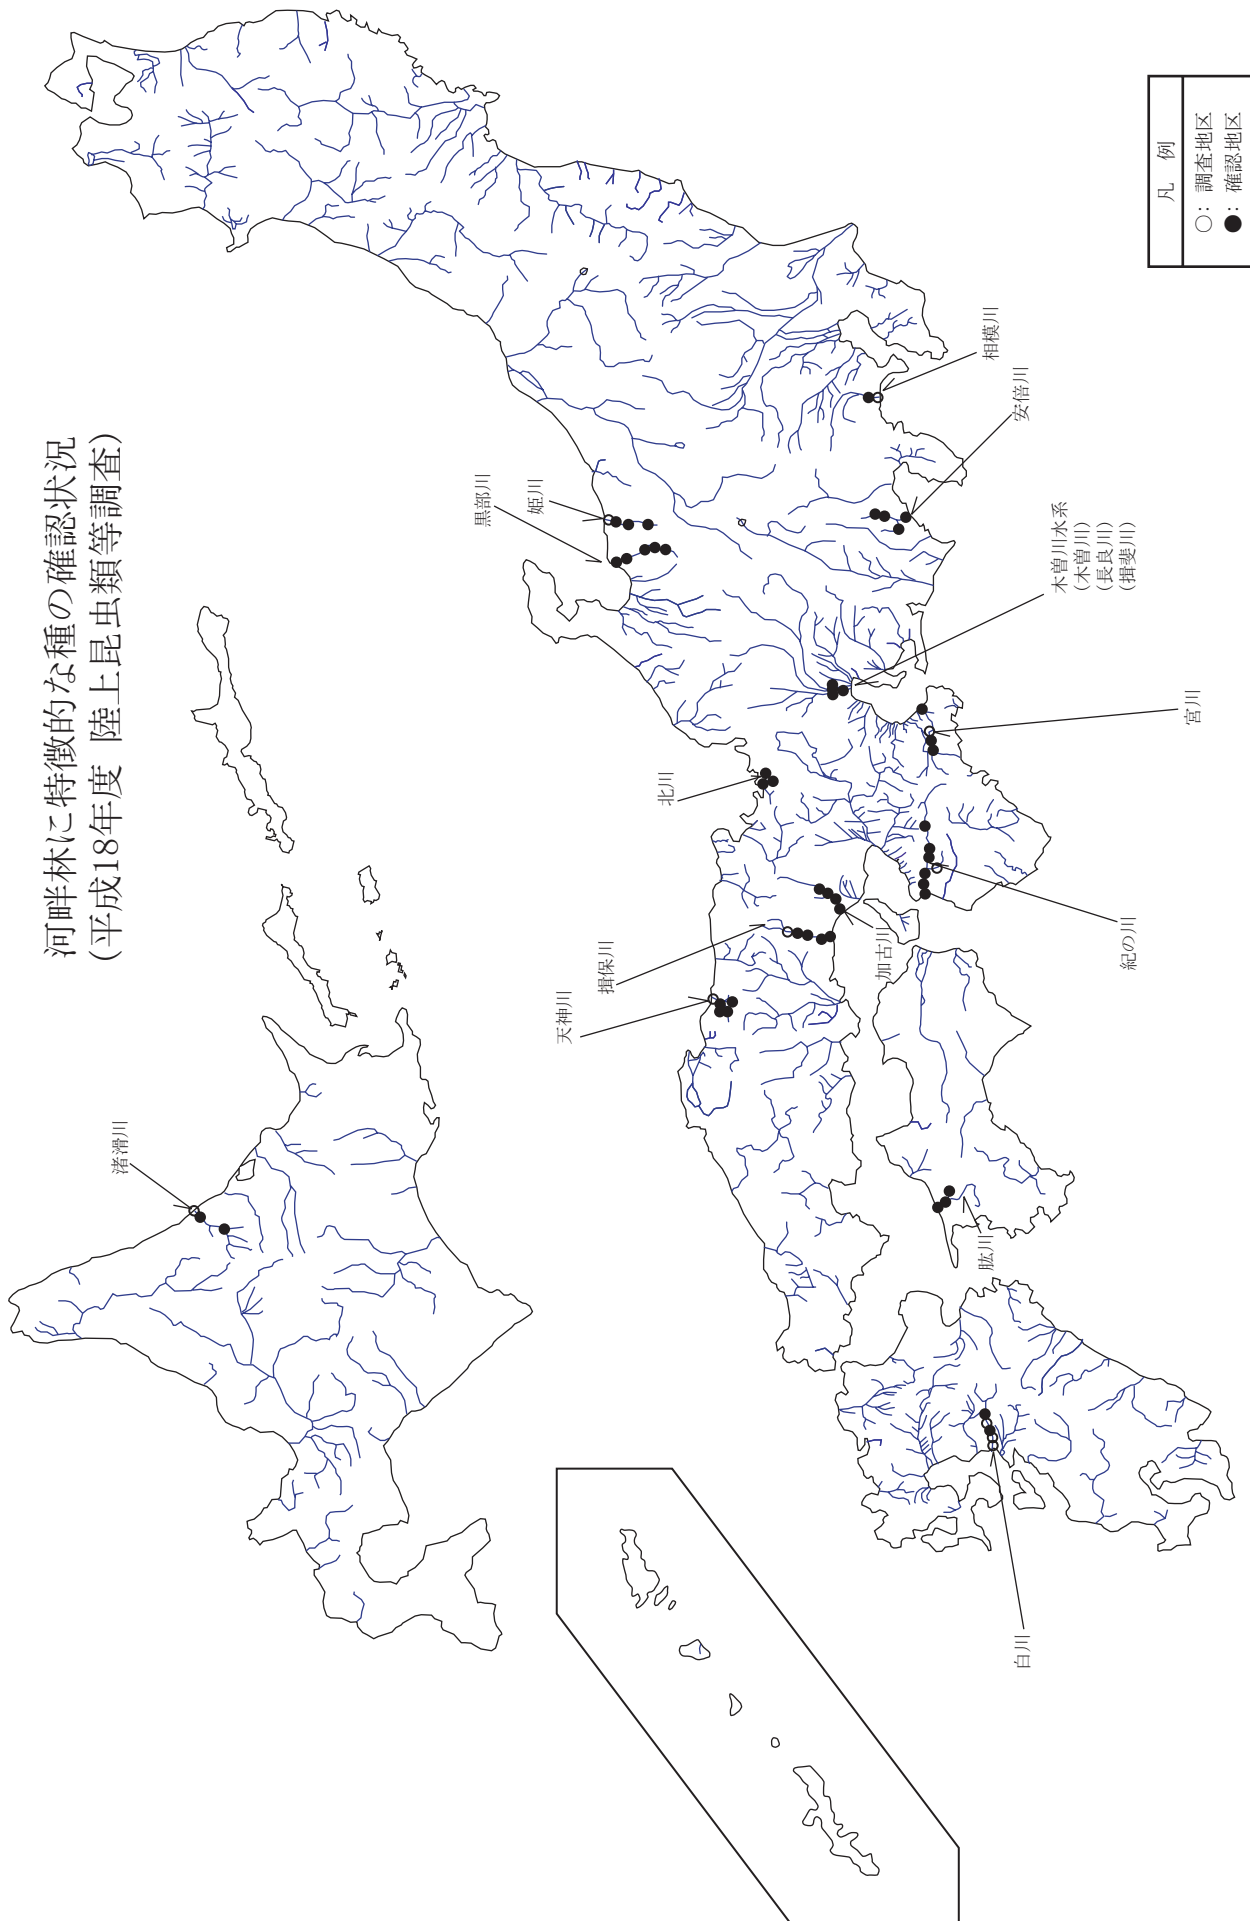 河畔林に特徴的な種の確認状況
（平成18年度 陸上昆虫類等調査）
凡 例
○：調査地区
●：確認地区
渚滑川
黒部川
姫川
相模川
安倍川
木曽川水系
（木曽川）
（長良川）
（揖斐川）
宮川
北川
紀の川
加古川
揖保川
天神川
肱川
白川